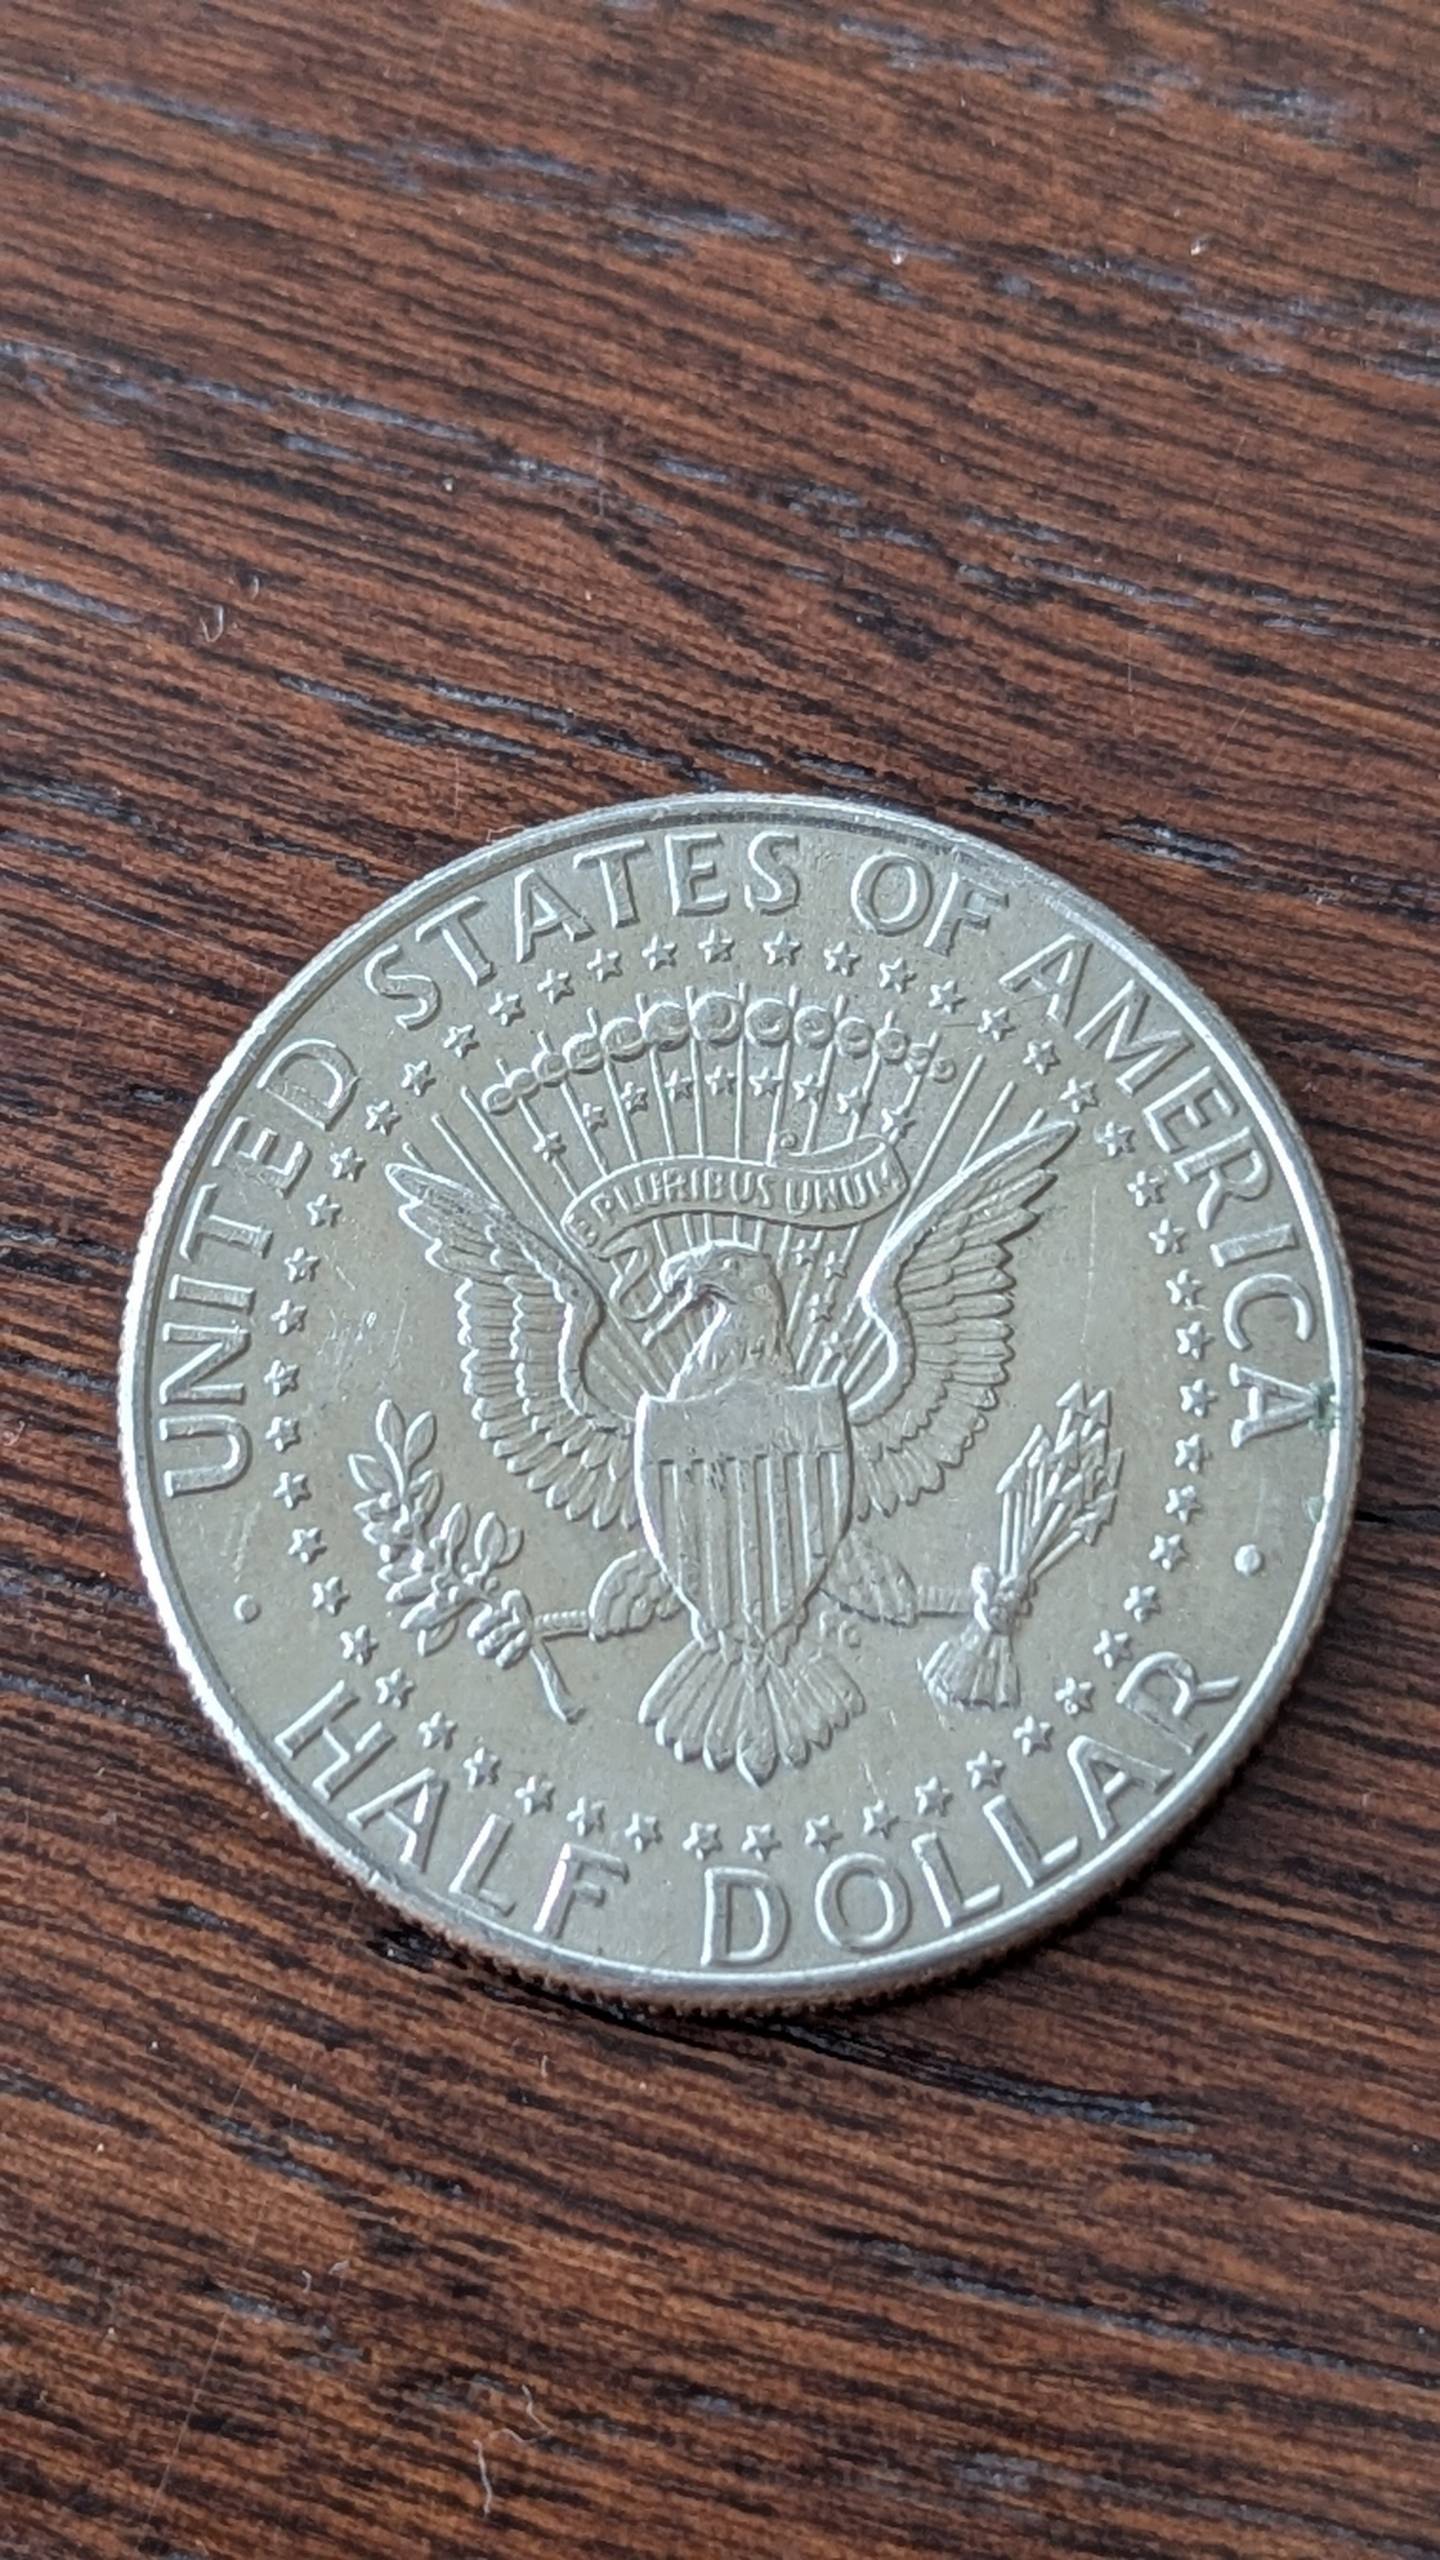 UNITED STATES OF AMERICA
E PLURIBUS UNUM
HALF DOLLAR